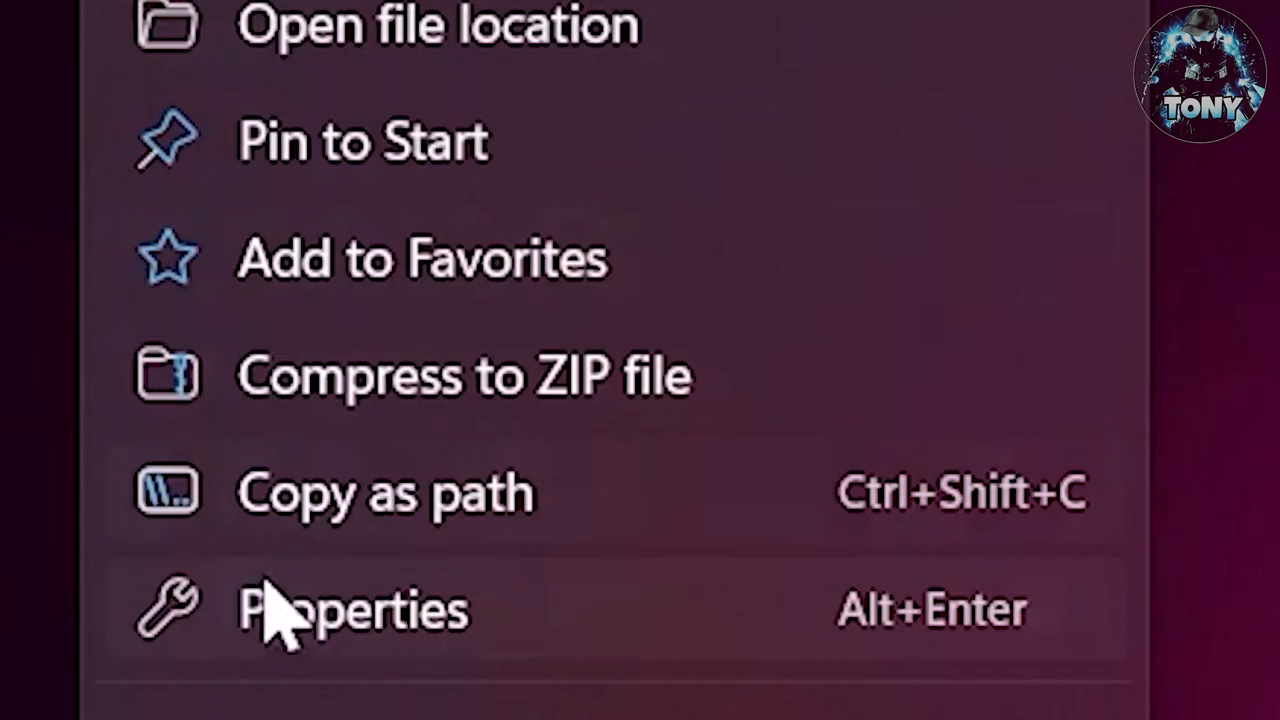 Open file location
Pin to Start
Add to Favorites
Compress to ZIP file
Copy as path Ctrl+Shift+C
Properties Alt+Enter
TONY